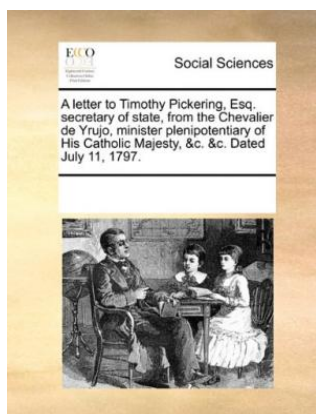 ECCO
Social Sciences
A letter to Timothy Pickering, Esq.
secretary of state, from the Chevalier
de Yrujo, minister plenipotentiary of
His Catholic Majesty, &c. &c. Dated
July 11, 1797.